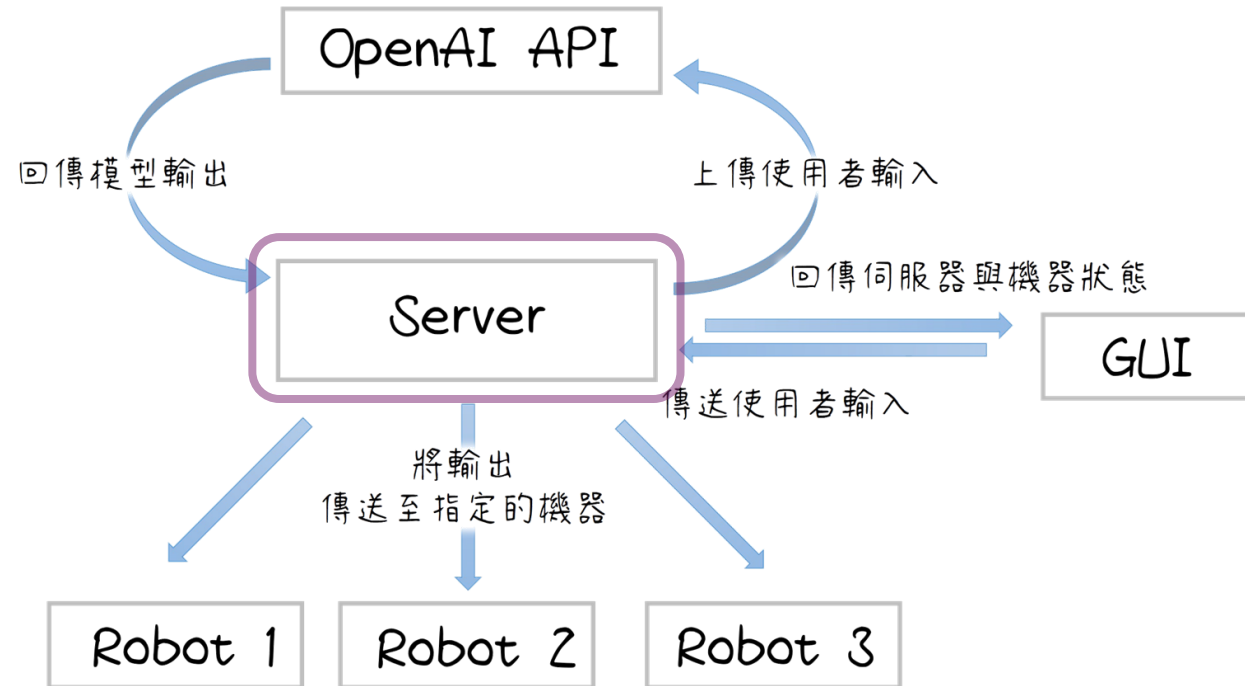 OpenAI API
回傳模型輸出
上傳使用者輸入
回傳伺服器與機器狀態
Server
GUI
傳送使用者輸入
將輸出
傳送至指定的機器
Robot 1
Robot 2
Robot 3